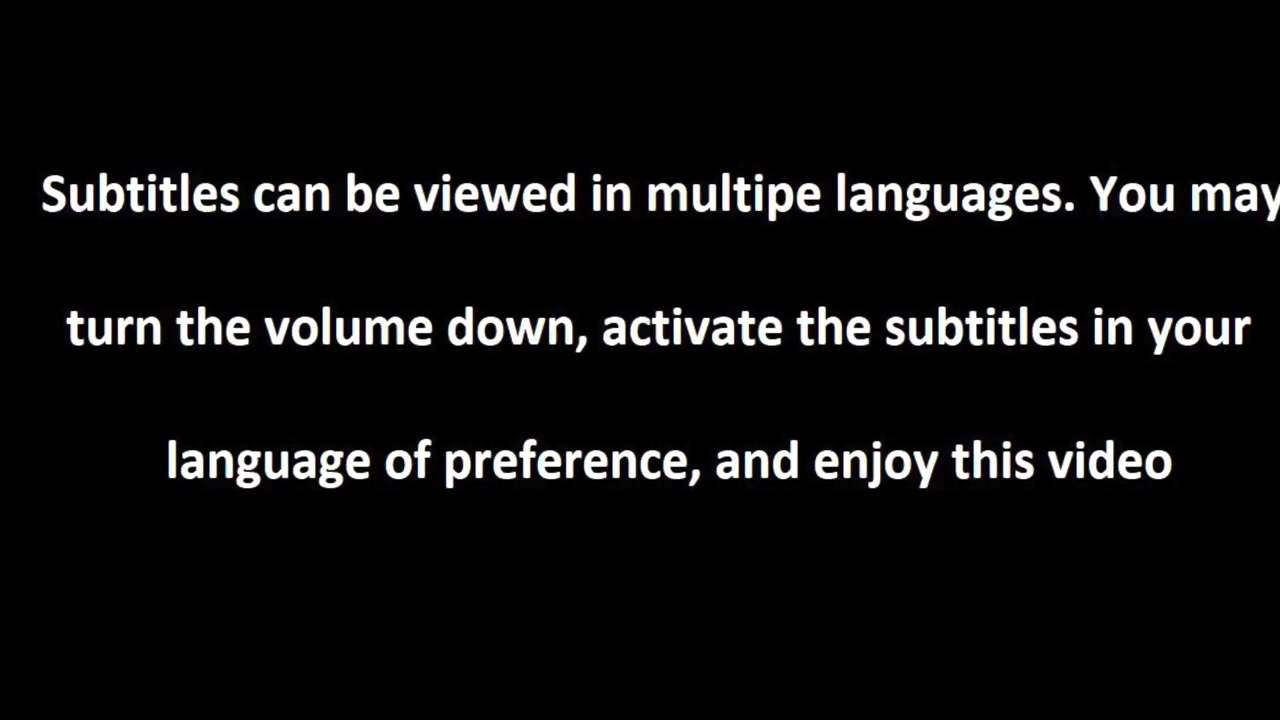 Subtitles can be viewed in multipe languages. You may
turn the volume down, activate the subtitles in your
language of preference, and enjoy this video